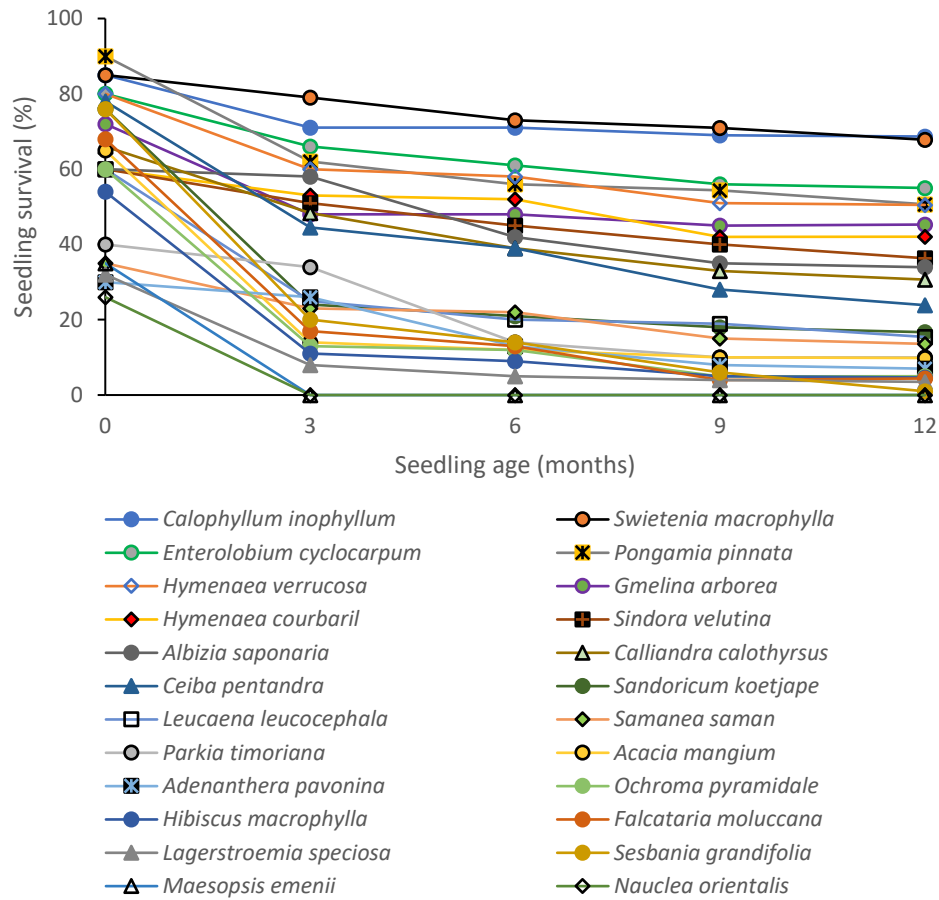 100
80
60
40
20
0
Seedling survival (%)
0 3 6 9 12
Seedling age (months)
Calophyllum inophyllum Swietenia macrophylla
Enterolobium cyclocarpum Pongamia pinnata
Hymenaea verrucosa Gmelina arborea
Hymenaea courbaril Sindora velutina
Albizia saponaria Calliandra calothyrsus
Ceiba pentandra Sandoricum koetjape
Leucaena leucocephala Samanea saman
Parkia timoriana Acacia mangium
Adenanthera pavonina Ochroma pyramidale
Hibiscus macrophylla Falcataria moluccana
Lagerstroemia speciosa Sesbania grandifolia
Maesopsis emenii Nauclea orientalis